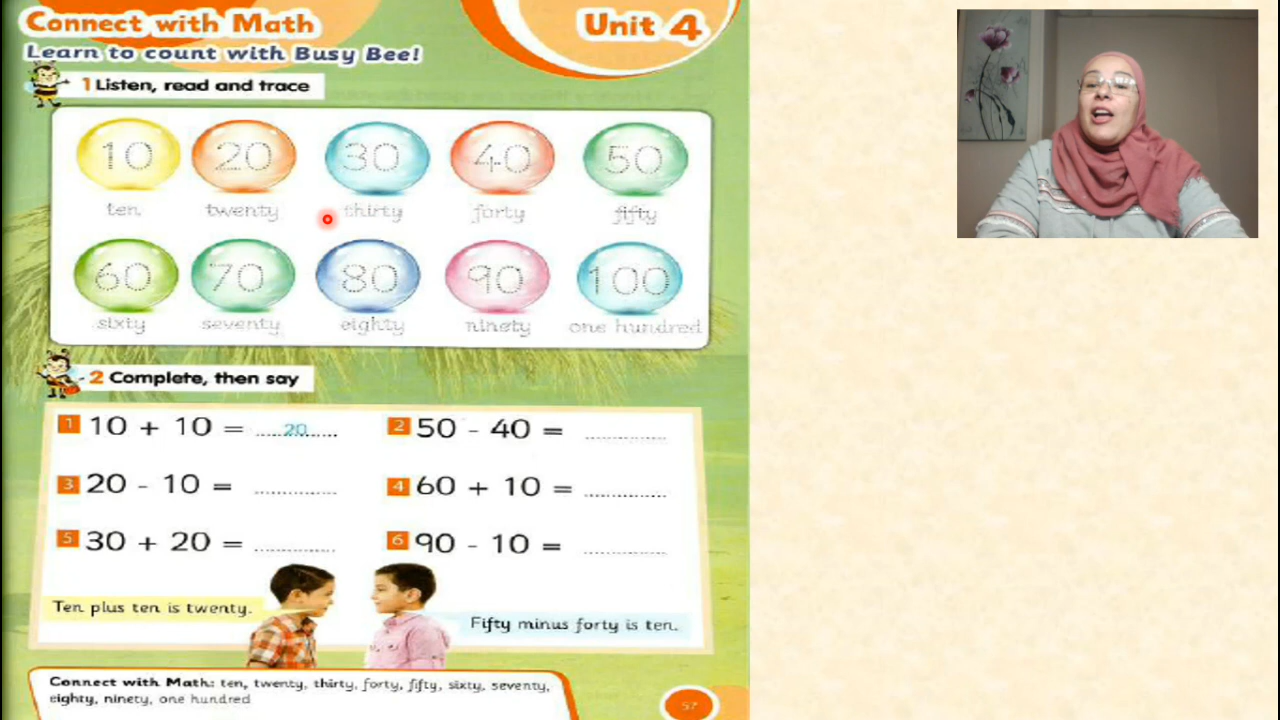 Connect with Math
Unit 4
Learn to count with Busy Bee!
1 Listen, read and trace
10 20 30 40 50
ten twenty thirty forty fifty
60 70 80 90 100
sixty seventy eighty ninety one hundred
2 Complete, then say
1 10 + 10 = ....20....
2 50 - 40 = ............
3 20 - 10 = ............
4 60 + 10 = ............
5 30 + 20 = ............
6 90 - 10 = ............
Ten plus ten is twenty.
Fifty minus forty is ten.
Connect with Math: ten, twenty, thirty, forty, fifty, sixty, seventy,
eighty, ninety, one hundred
57